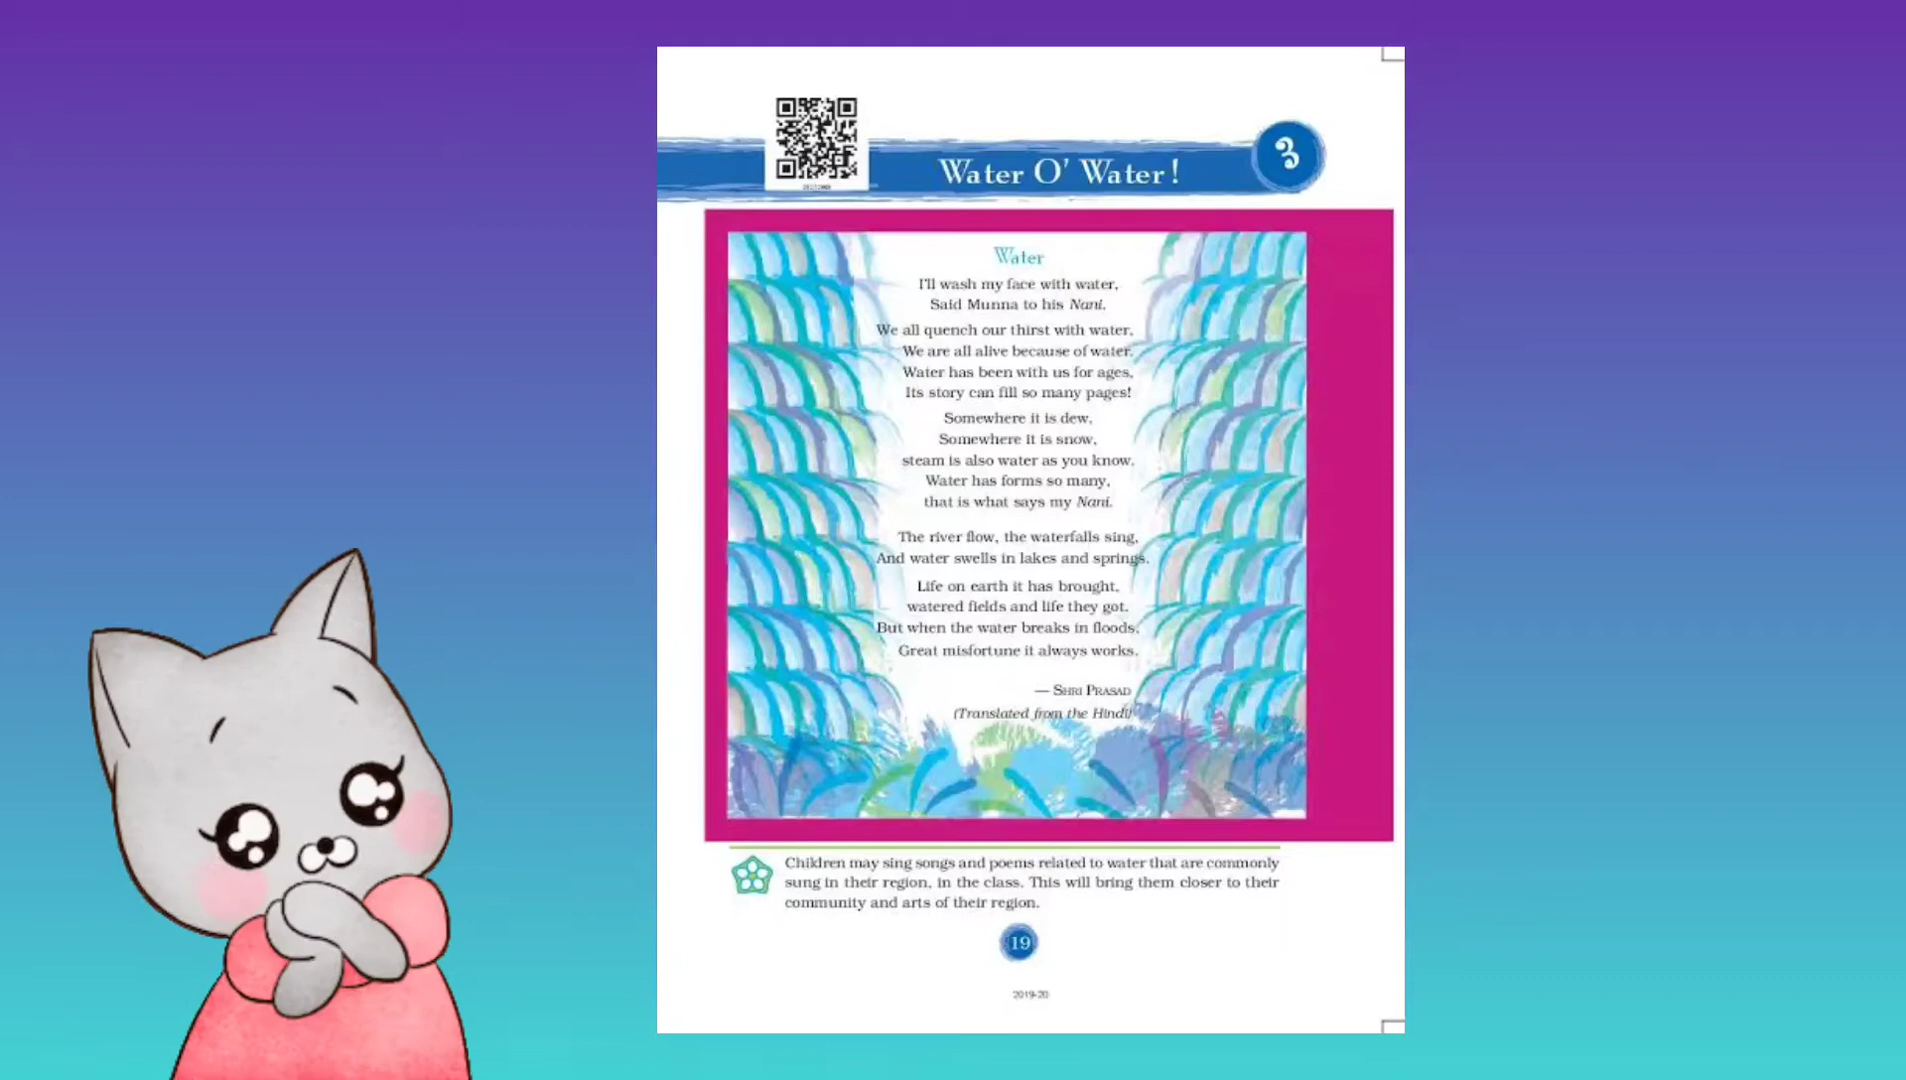 Water O' Water!
3
Water
I'll wash my face with water,
Said Munna to his Nani.
We all quench our thirst with water,
We are all alive because of water.
Water has been with us for ages,
Its story can fill so many pages!
Somewhere it is dew,
Somewhere it is snow,
steam is also water as you know.
Water has forms so many,
that is what says my Nani.
The river flow, the waterfalls sing,
And water swells in lakes and springs.
Life on earth it has brought,
watered fields and life they got.
But when the water breaks in floods,
Great misfortune it always works.
— SHRI PRASAD
(Translated from the Hindi)
Children may sing songs and poems related to water that are commonly
sung in their region, in the class. This will bring them closer to their
community and arts of their region.
19
2019-20